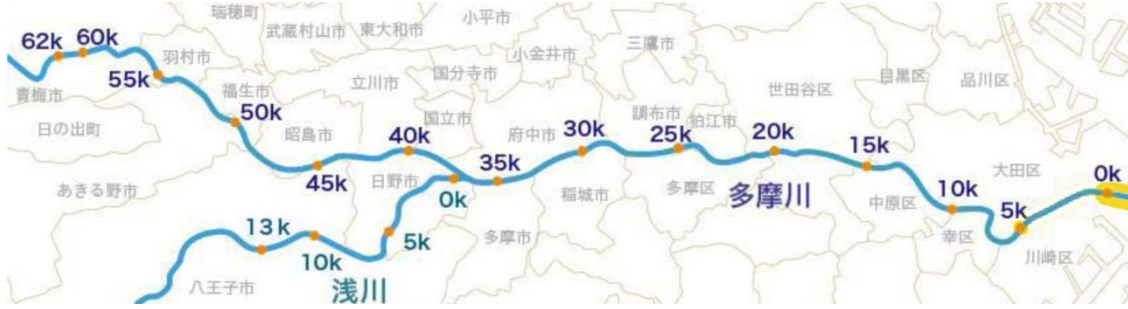 瑞穂町
武蔵村山市
東大和市
小平市
62k
60k
羽村市
小金井市
三鷹市
青梅市
55k
福生市
立川市
国分寺市
世田谷区
目黒区
品川区
日の出町
50k
昭島市
国立市
40k
府中市
30k
調布市
狛江市
25k
20k
15k
35k
あきる野市
45k
日野市
0k
稲城市
多摩区
多摩川
中原区
10k
大田区
0k
5k
幸区
川崎区
13k
10k
5k
多摩市
八王子市
浅川